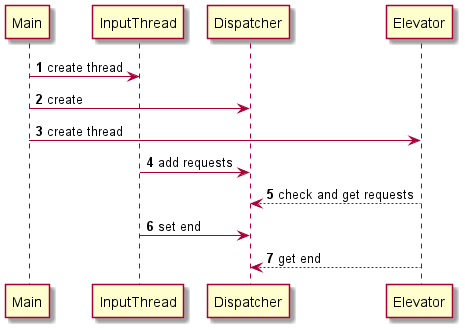 Main InputThread Dispatcher Elevator
1 create thread
2 create
3 create thread
4 add requests
5 check and get requests
6 set end
7 get end
Main InputThread Dispatcher Elevator